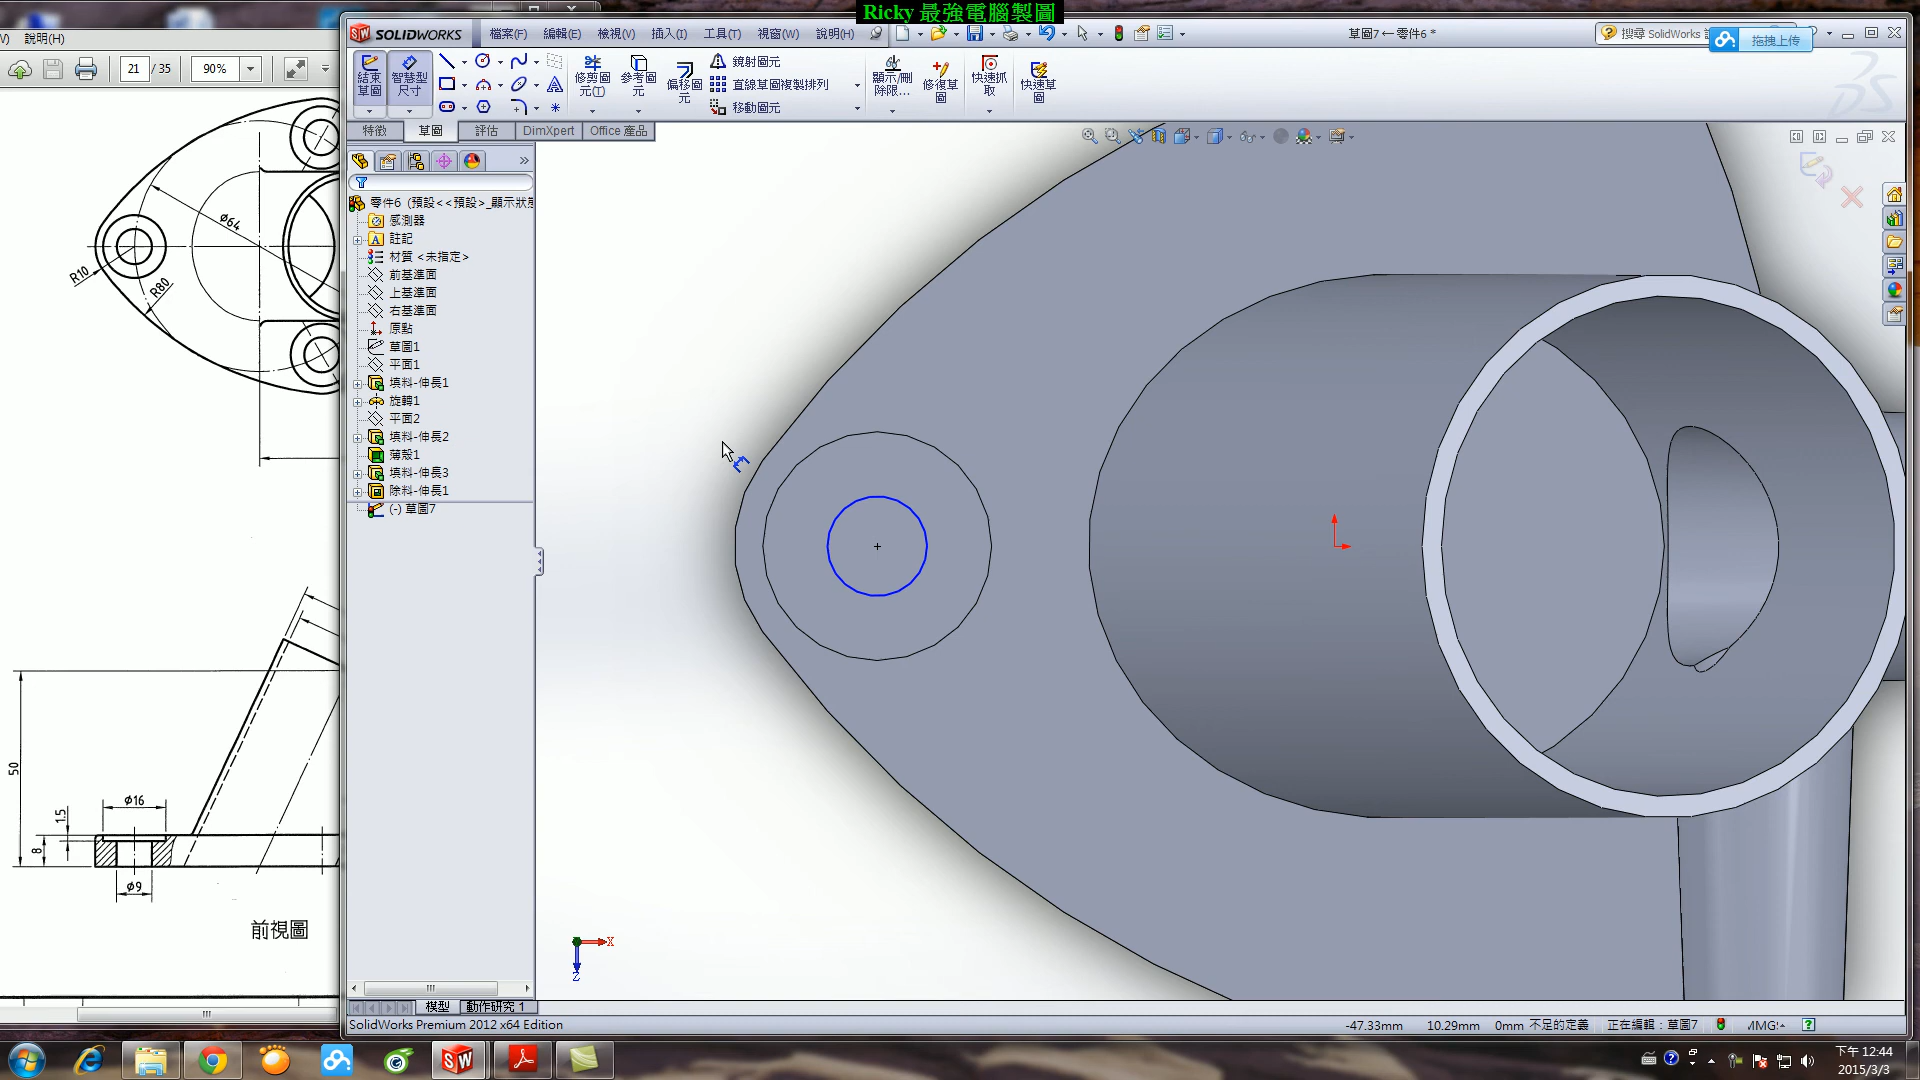 Ricky 最強電腦製圖
V) 說明(H)
21 / 35
90%
SOLIDWORKS
檔案(F) 編輯(E) 檢視(V) 插入(I) 工具(T) 視窗(W) 說明(H)
草圖7 ← 零件6 *
搜尋 SolidWorks
拖拽上传
結束草圖
智慧型尺寸
修剪圖元(T)
參考圖元
偏移圖元
鏡射圖元
直線草圖複製排列
移動圖元
顯示/刪除限...
修復草圖
快速抓取
快速草圖
特徵 草圖 評估 DimXpert Office 產品
零件6 (預設<<預設>_顯示狀態
感測器
註記
材質 <未指定>
前基準面
上基準面
右基準面
原點
草圖1
平面1
填料-伸長1
旋轉1
平面2
填料-伸長2
薄殼1
填料-伸長3
除料-伸長1
(-) 草圖7
ø64
R10
R80
50
ø16
1.5
8
ø9
前視圖
X
Z
模型 動作研究 1
SolidWorks Premium 2012 x64 Edition
-47.33mm 10.29mm 0mm 不足的定義 正在編輯 : 草圖7
下午 12:44
2015/3/3